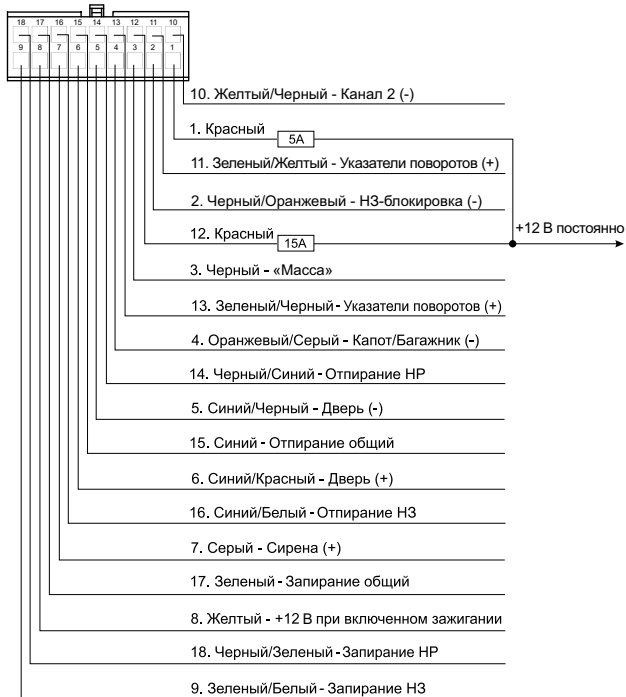 18 17 16 15 14 13 12 11 10
9 8 7 6 5 4 3 2 1
10. Желтый/Черный - Канал 2 (-)
1. Красный
5A
11. Зеленый/Желтый - Указатели поворотов (+)
2. Черный/Оранжевый - НЗ-блокировка (-)
+12 В постоянно
12. Красный
15A
3. Черный - «Масса»
13. Зеленый/Черный - Указатели поворотов (+)
4. Оранжевый/Серый - Капот/Багажник (-)
14. Черный/Синий - Отпирание НР
5. Синий/Черный - Дверь (-)
15. Синий - Отпирание общий
6. Синий/Красный - Дверь (+)
16. Синий/Белый - Отпирание НЗ
7. Серый - Сирена (+)
17. Зеленый - Запирание общий
8. Желтый - +12 В при включенном зажигании
18. Черный/Зеленый - Запирание НР
9. Зеленый/Белый - Запирание НЗ